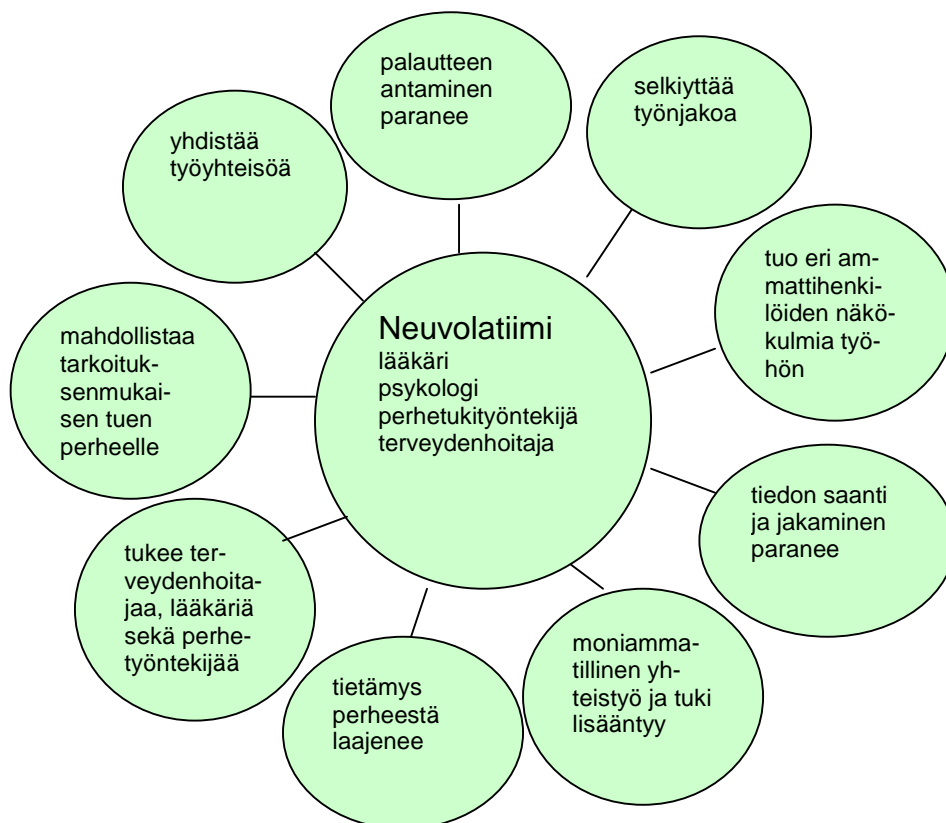 palautteen
antaminen
paranee
selkiyttää
työnjakoa
yhdistää
työyhteisöä
tuo eri am-
mattihenki-
löiden näkö-
kulmia työ-
hön
Neuvolatiimi
lääkäri
psykologi
perhetukityöntekijä
terveydenhoitaja
mahdollistaa
tarkoituk-
senmukai-
sen tuen
perheelle
tiedon saanti
ja jakaminen
paranee
tukee ter-
veydenhoita-
jaa, lääkäriä
sekä perhe-
työntekijää
moniamma-
tillinen yh-
teistyö ja tuki
lisääntyy
tietämys
perheestä
laajenee